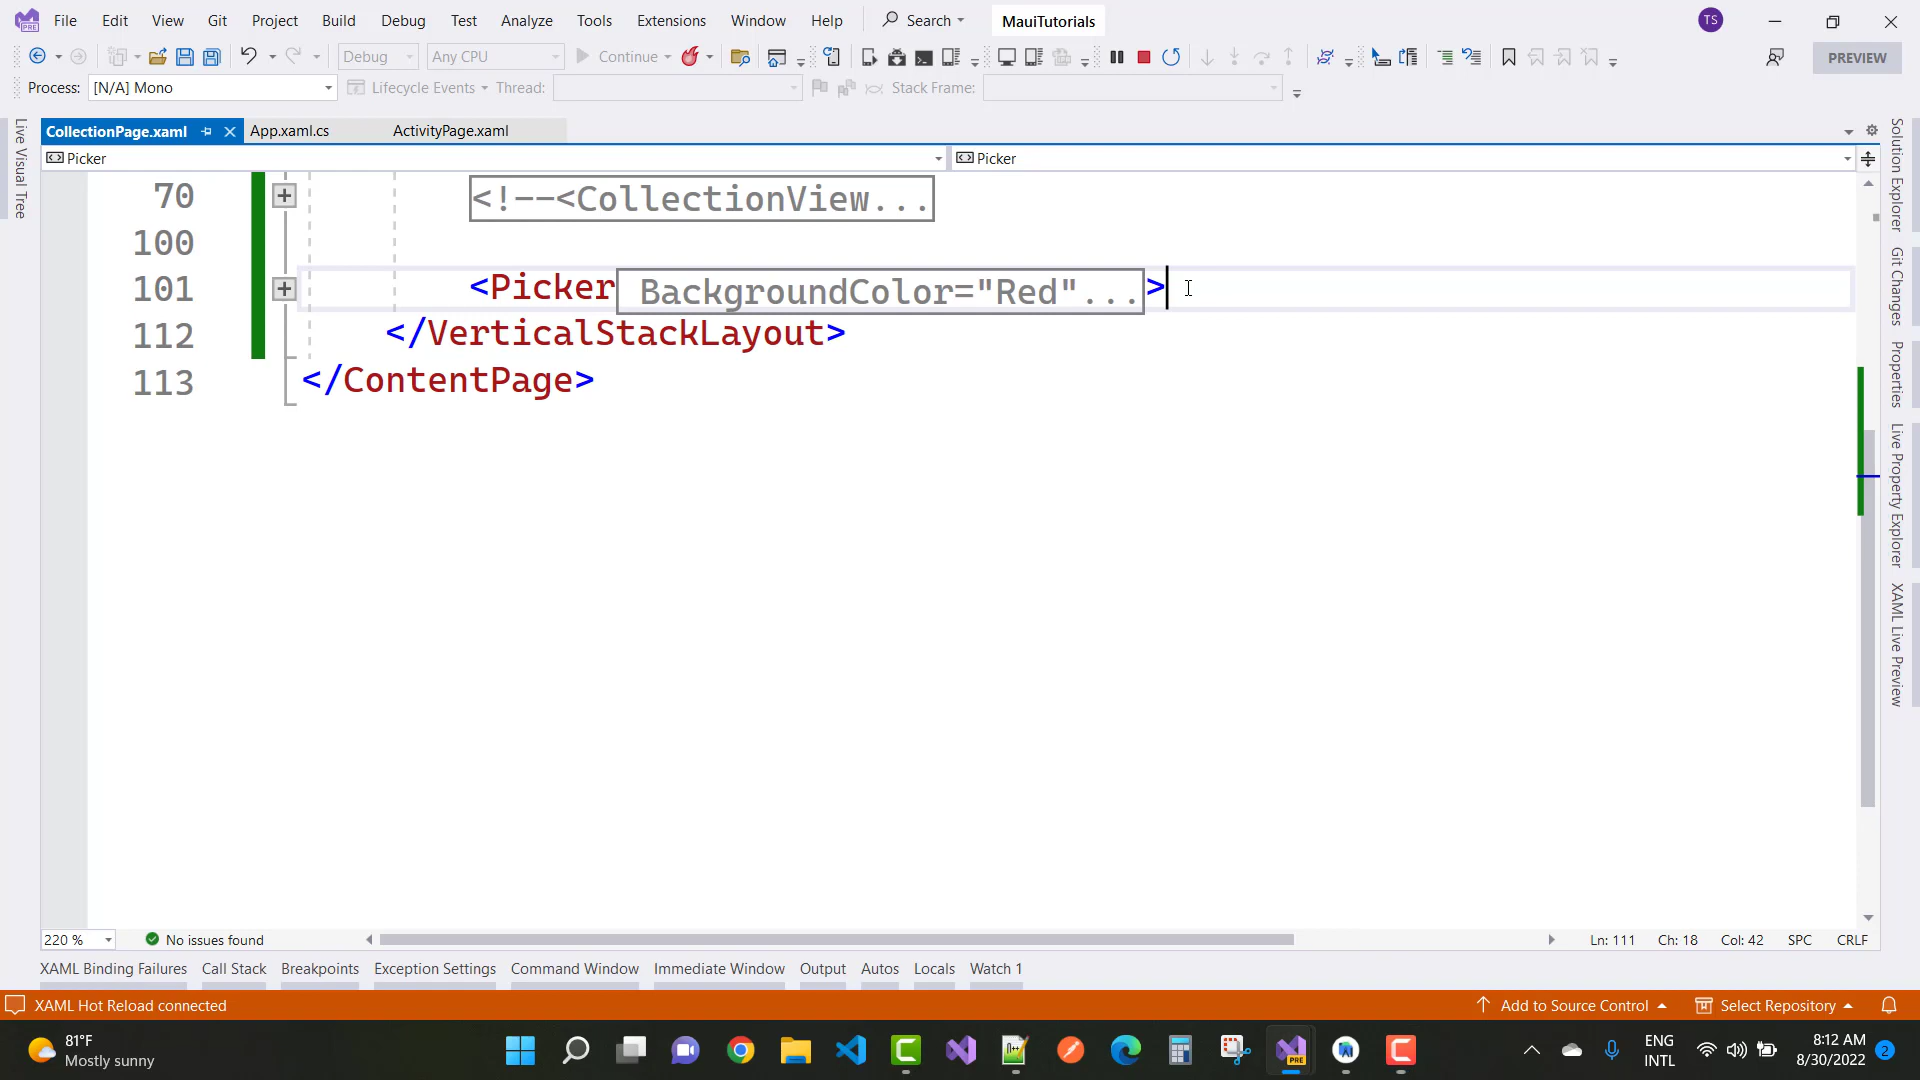 File Edit View Git Project Build Debug Test Analyze Tools Extensions Window Help Search MauiTutorials TS
Debug Any CPU Continue PREVIEW
Process: [N/A] Mono Lifecycle Events Thread: Stack Frame:
CollectionPage.xaml App.xaml.cs ActivityPage.xaml
Picker Picker
70 <!--<CollectionView...
100
101 <Picker BackgroundColor="Red"...>
112 </VerticalStackLayout>
113 </ContentPage>
Live Visual Tree
Solution Explorer
Git Changes
Properties
Live Property Explorer
XAML Live Preview
220 % No issues found Ln: 111 Ch: 18 Col: 42 SPC CRLF
XAML Binding Failures Call Stack Breakpoints Exception Settings Command Window Immediate Window Output Autos Locals Watch 1
XAML Hot Reload connected Add to Source Control Select Repository
81°F
Mostly sunny
PRE
ENG
INTL
8:12 AM
8/30/2022
2